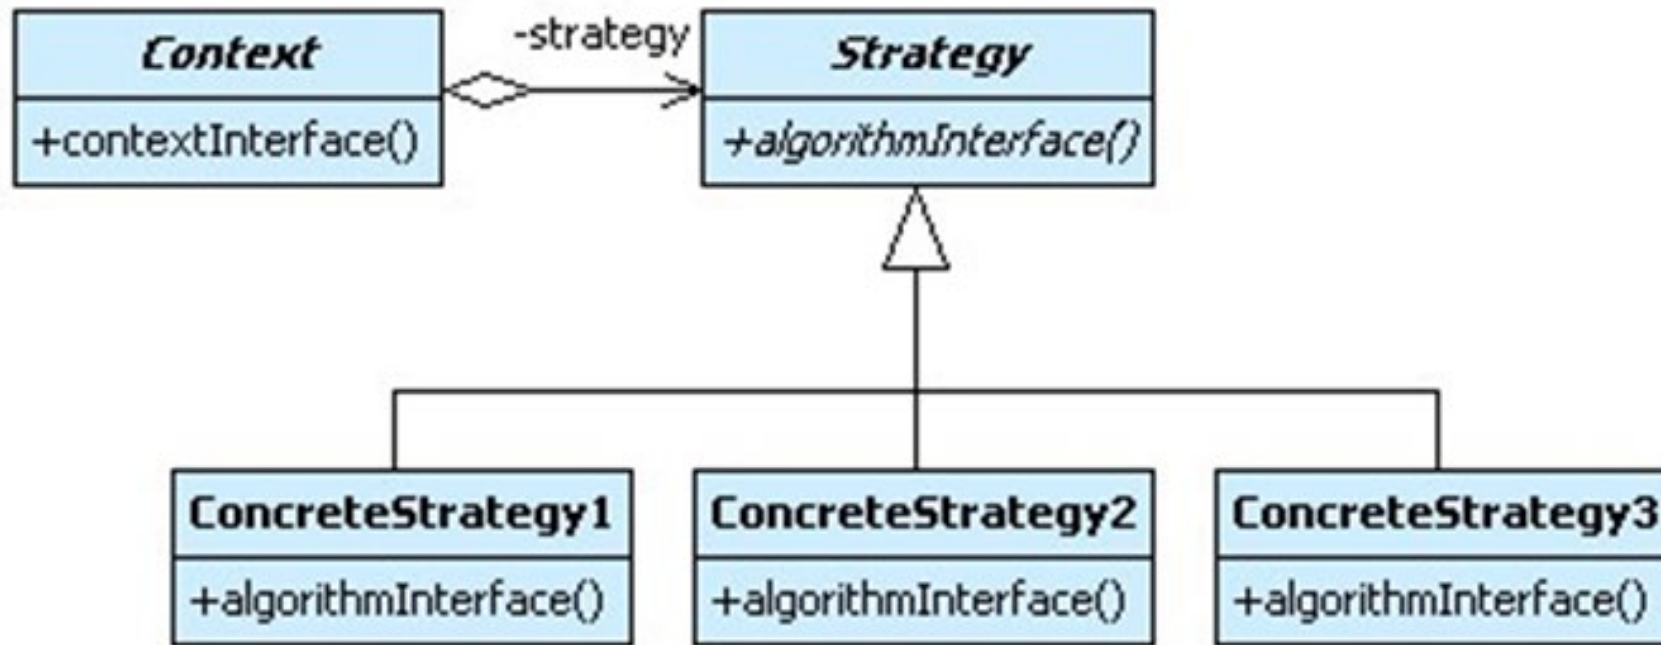 Context
-strategy
Strategy
+contextInterface()
+algorithmInterface()
ConcreteStrategy1
ConcreteStrategy2
ConcreteStrategy3
+algorithmInterface()
+algorithmInterface()
+algorithmInterface()